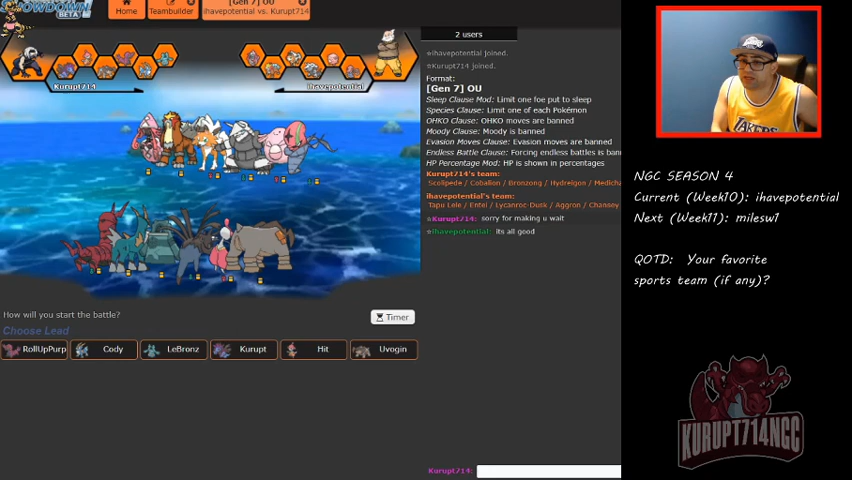 SHOWDOWN
BETA
Home
Teambuilder
[Gen 7] OU
ihavepotential vs. Kurupt714
2 users
Kurupt714
ihavepotential
☆ihavepotential joined.
☆Kurupt714 joined.
Format:
[Gen 7] OU
Sleep Clause Mod: Limit one foe put to sleep
Species Clause: Limit one of each Pokémon
OHKO Clause: OHKO moves are banned
Moody Clause: Moody is banned
Evasion Moves Clause: Evasion moves are banned
Endless Battle Clause: Forcing endless battles is
HP Percentage Mod: HP is shown in percentages
Kurupt714's team:
Scolipede / Cobalion / Bronzong / Hydreigon /
ihavepotential's team:
Tapu Lele / Entei / Lycanroc-Dusk / Aggron / Chansey
☆Kurupt714: sorry for making u wait
☆ihavepotential: its all good
How will you start the battle?
Timer
Choose Lead
RollUpPurp
Cody
LeBronz
Kurupt
Hit
Uvogin
Kurupt714:
LAKERS
NGC SEASON 4
Current (Week10): ihavepotential
Next (Week11): milesw1
QOTD: Your favorite
sports team (if any)?
KURUPT714NGC